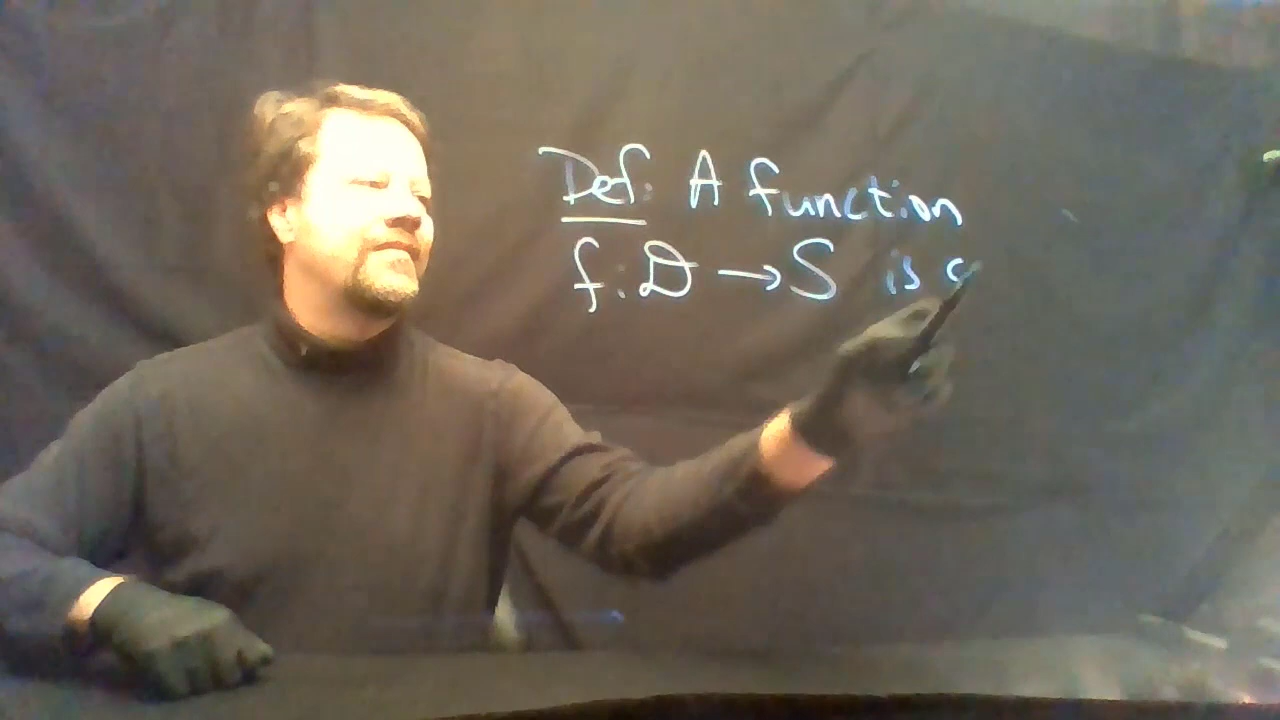 Def: A function
f: D → S is